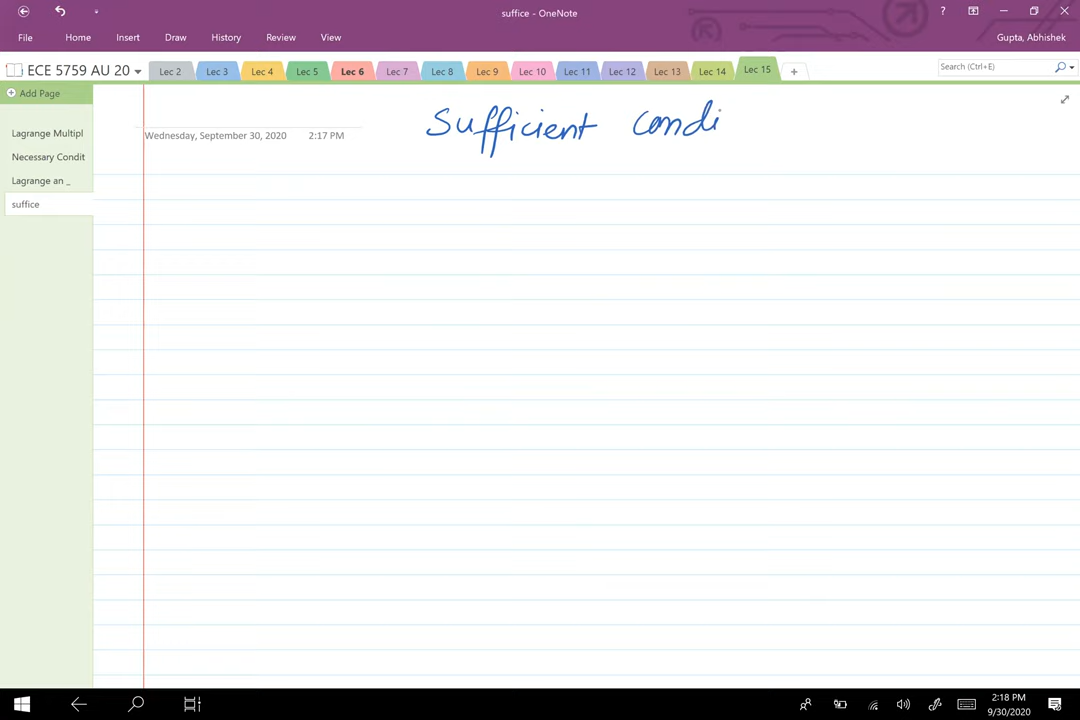 suffice - OneNote
?
File Home Insert Draw History Review View
Gupta, Abhishek
ECE 5759 AU 20
Lec 2 Lec 3 Lec 4 Lec 5 Lec 6 Lec 7 Lec 8 Lec 9 Lec 10 Lec 11 Lec 12 Lec 13 Lec 14 Lec 15 +
Search (Ctrl+E)
Add Page
Lagrange Multipl
Necessary Condit
Lagrange an _
suffice
Sufficient condi
Wednesday, September 30, 2020 2:17 PM
2:18 PM
9/30/2020